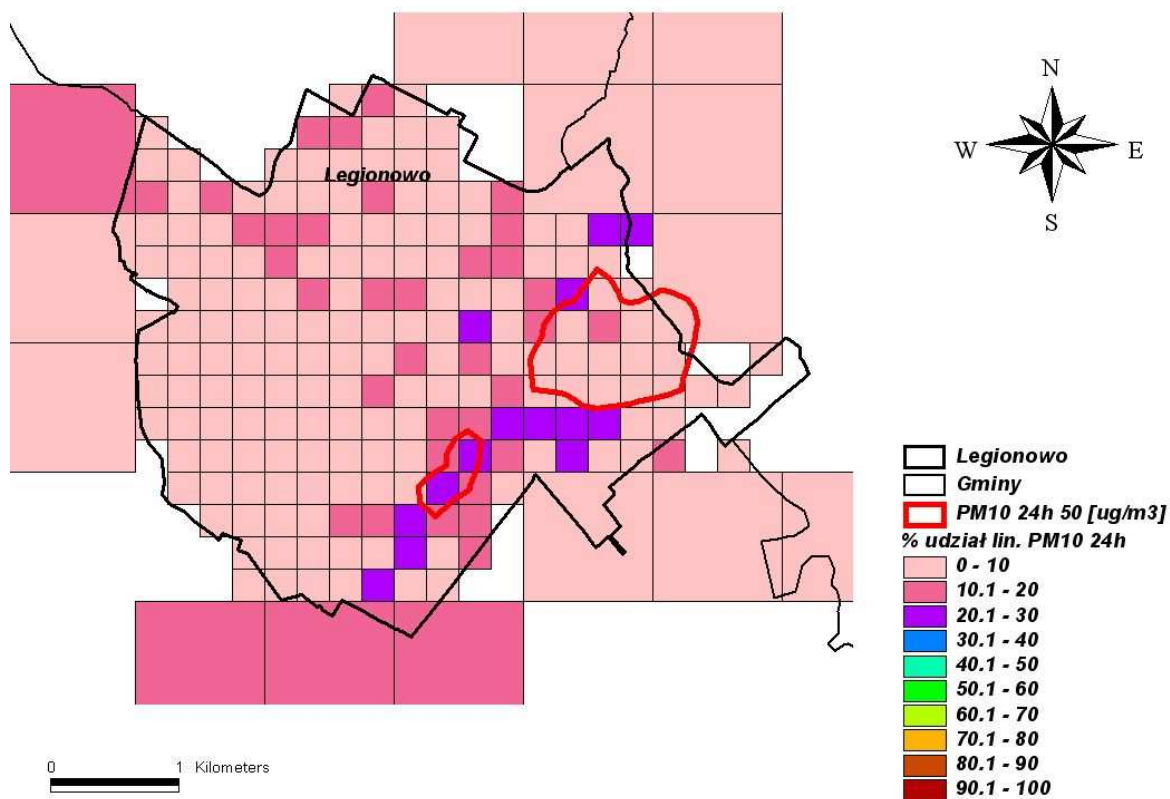 N
W E
S
Legionowo
Legionowo
Gminy
PM10 24h 50 [ug/m3]
% udział lin. PM10 24h
0 - 10
10.1 - 20
20.1 - 30
30.1 - 40
40.1 - 50
50.1 - 60
60.1 - 70
70.1 - 80
80.1 - 90
90.1 - 100
0 1 Kilometers